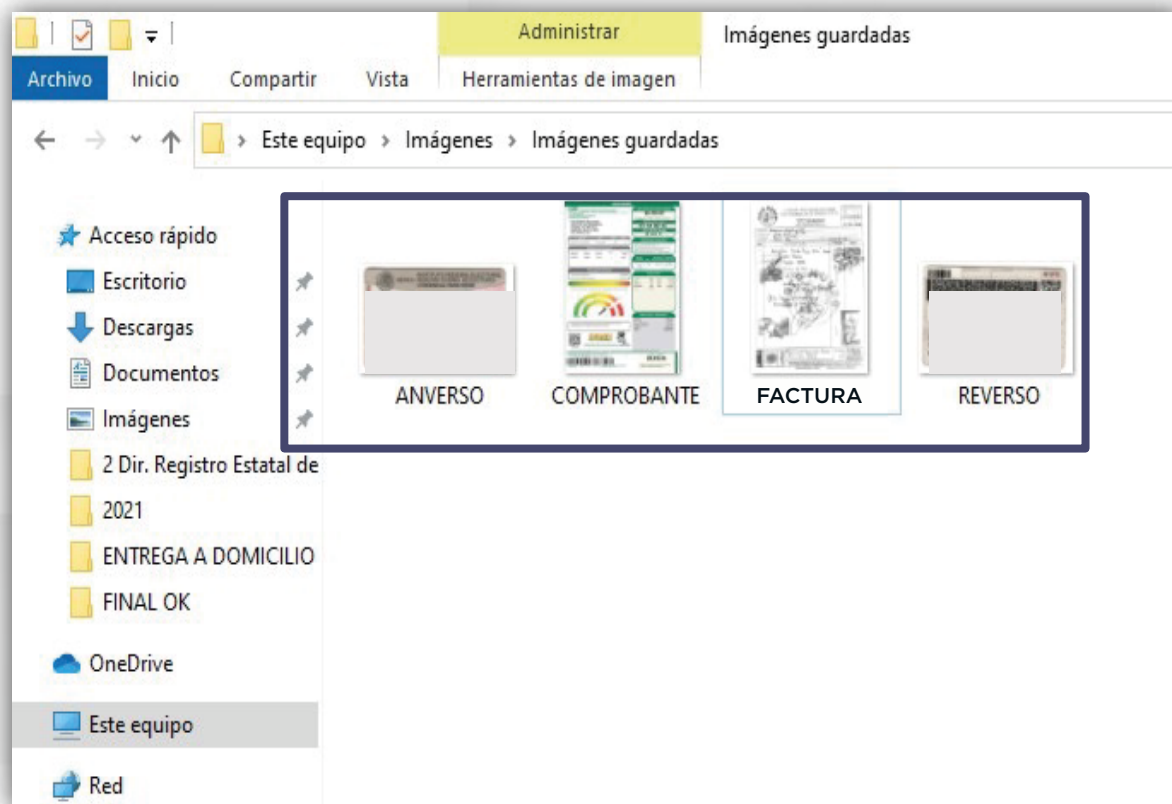 Administrar
Imágenes guardadas
Archivo Inicio Compartir Vista Herramientas de imagen
Este equipo > Imágenes > Imágenes guardadas
Acceso rápido
Escritorio
Descargas
Documentos
Imágenes
2 Dir. Registro Estatal de
2021
ENTREGA A DOMICILIO
FINAL OK
OneDrive
Este equipo
Red
ANVERSO
COMPROBANTE
FACTURA
REVERSO